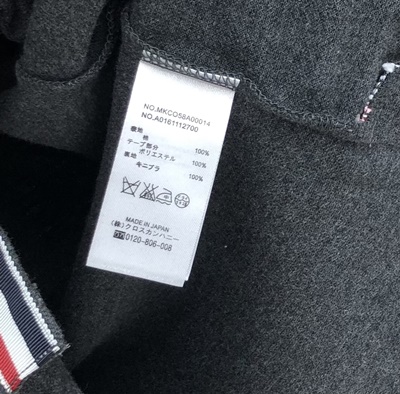 NO.MKCO58A00014
NO.A0161112700
表地
綿 100%
テープ部分
ポリエステル 100%
裏地
キュプラ 100%
MADE IN JAPAN
(株)クロスカンパニー
0120-806-008